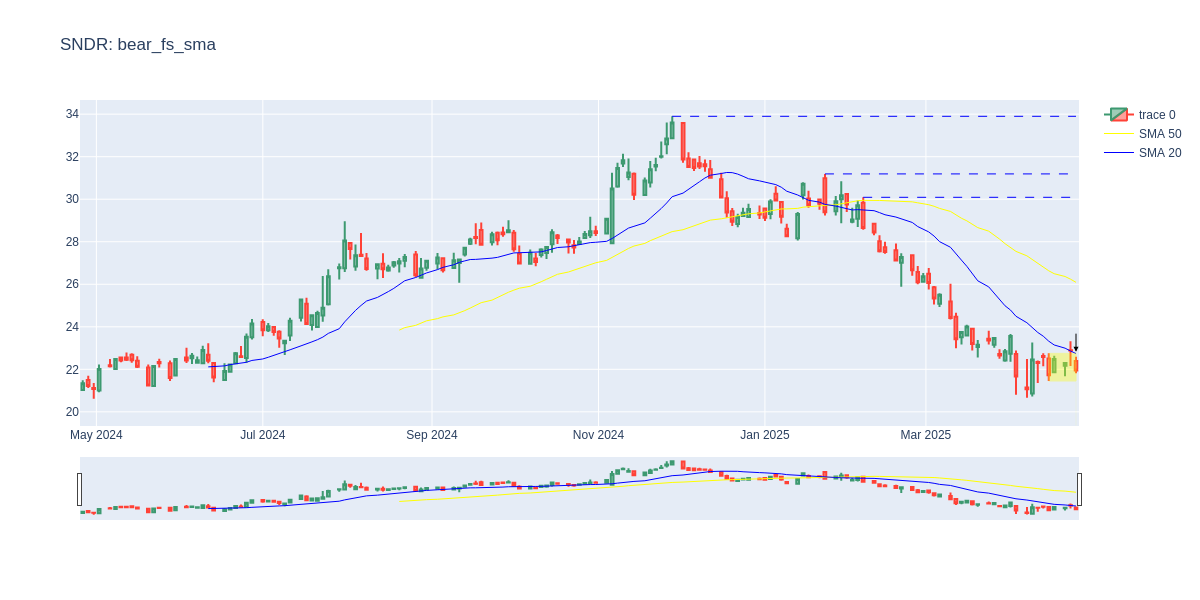 SNDR: bear_fs_sma
34
32
30
28
26
24
22
20
May 2024
Jul 2024
Sep 2024
Nov 2024
Jan 2025
Mar 2025
trace 0
SMA 50
SMA 20